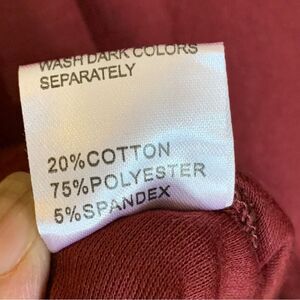 WASH DARK COLORS
SEPARATELY
20%COTTON
75%POLYESTER
5%SPANDEX